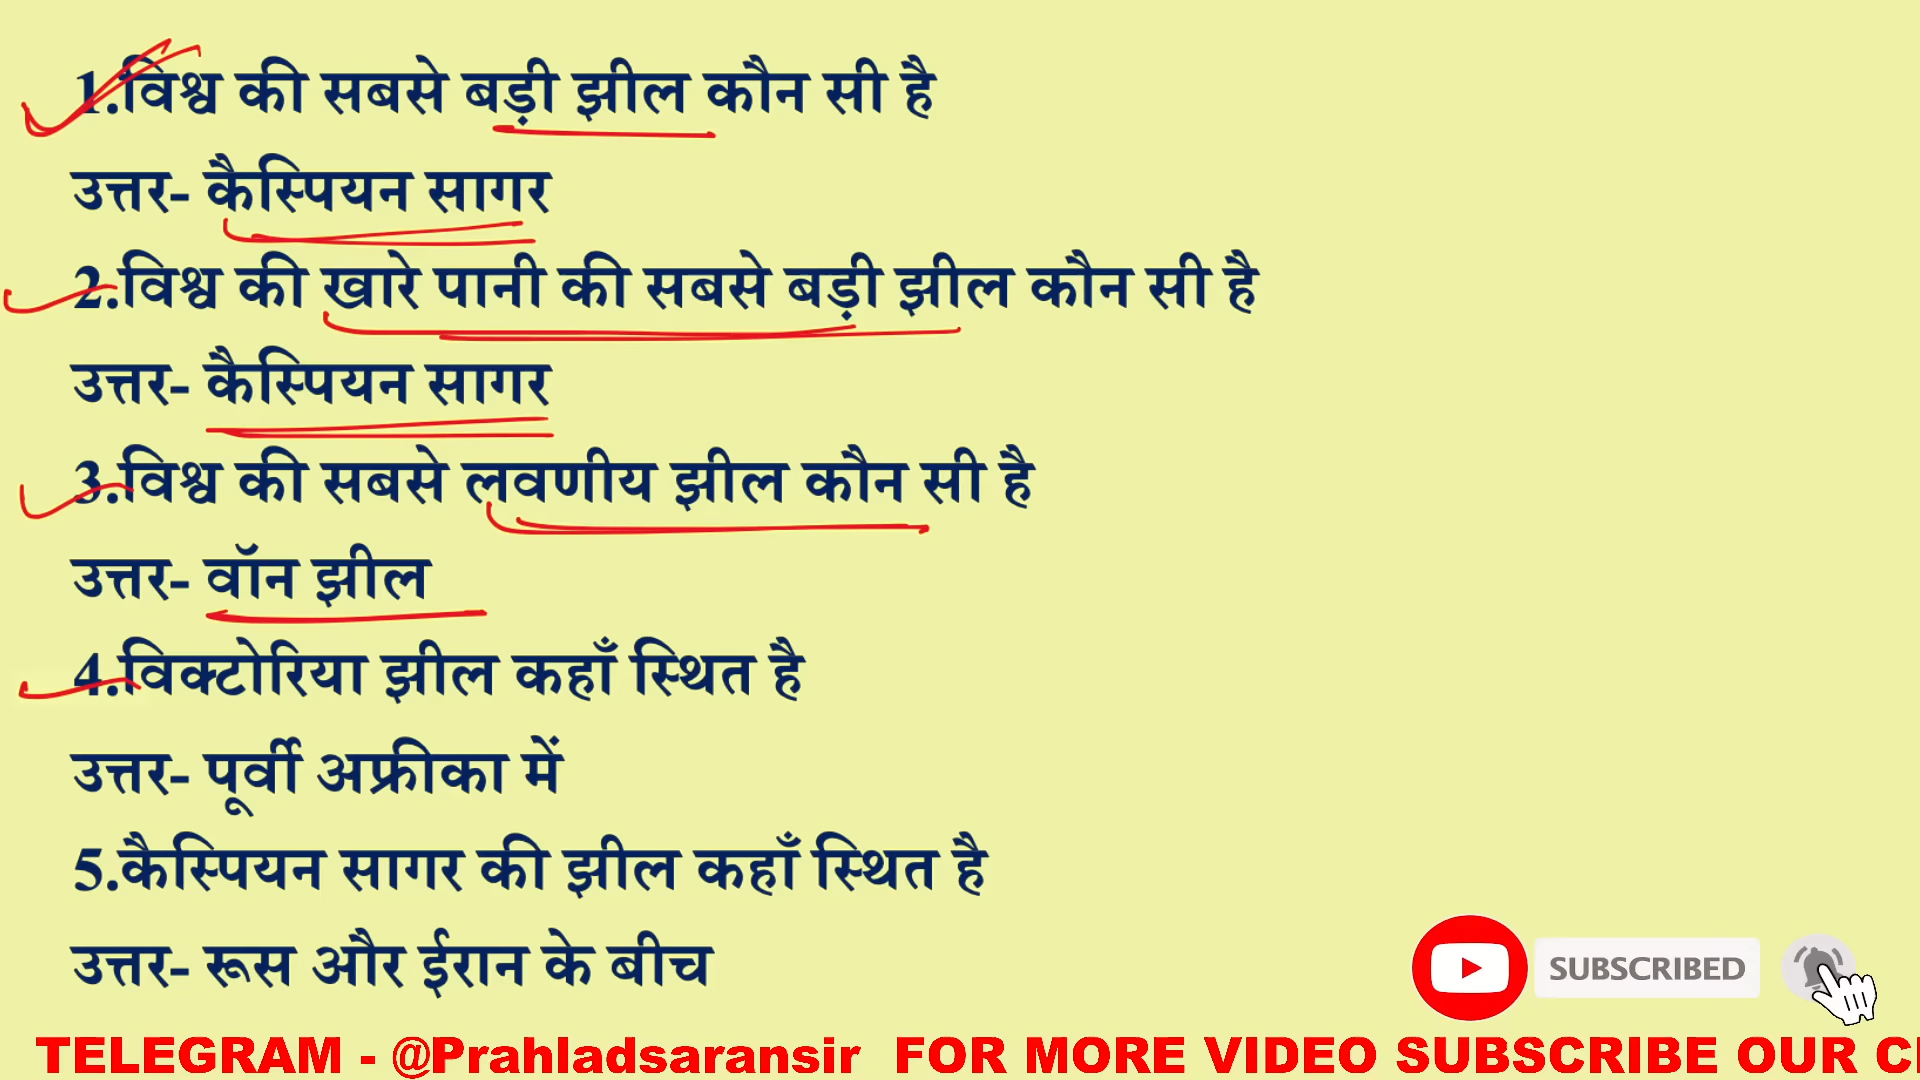 1.विश्व की सबसे बड़ी झील कौन सी है
उत्तर- कैस्पियन सागर
2.विश्व की खारे पानी की सबसे बड़ी झील कौन सी है
उत्तर- कैस्पियन सागर
3.विश्व की सबसे लवणीय झील कौन सी है
उत्तर- वॉन झील
4.विक्टोरिया झील कहाँ स्थित है
उत्तर- पूर्वी अफ्रीका में
5.कैस्पियन सागर की झील कहाँ स्थित है
उत्तर- रूस और ईरान के बीच
SUBSCRIBED
TELEGRAM - @Prahladsaransir FOR MORE VIDEO SUBSCRIBE OUR